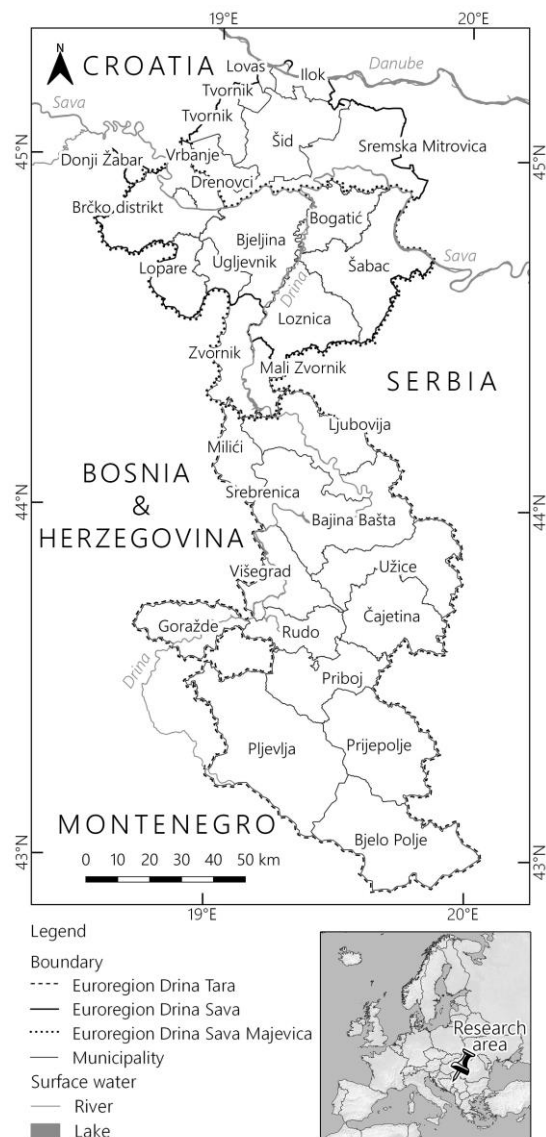 19°E
20°E
N
CROATIA
Lovas
Ilok
Danube
Tvornik
Sava
Tvornik
Šid
45°N
45°N
Vrbanje
Sremska Mitrovica
Donji Žabar
Drenovci
Brčko distrikt
Bogatić
Bjeljina
Sava
Lopare
Ugljevnik
Šabac
Drina
Loznica
Zvornik
Mali Zvornik
SERBIA
Ljubovija
Milići
BOSNIA
&
HERZEGOVINA
44°N
44°N
Srebrenica
Bajina Bašta
Višegrad
Užice
Čajetina
Goražde
Rudo
Drina
Priboj
Pljevlja
Prijepolje
MONTENEGRO
Bjelo Polje
43°N
43°N
0 10 20 30 40 50 km
19°E
20°E
Legend
Boundary
Euroregion Drina Tara
Euroregion Drina Sava
Euroregion Drina Sava Majevica
Municipality
Surface water
River
Lake
Research
area